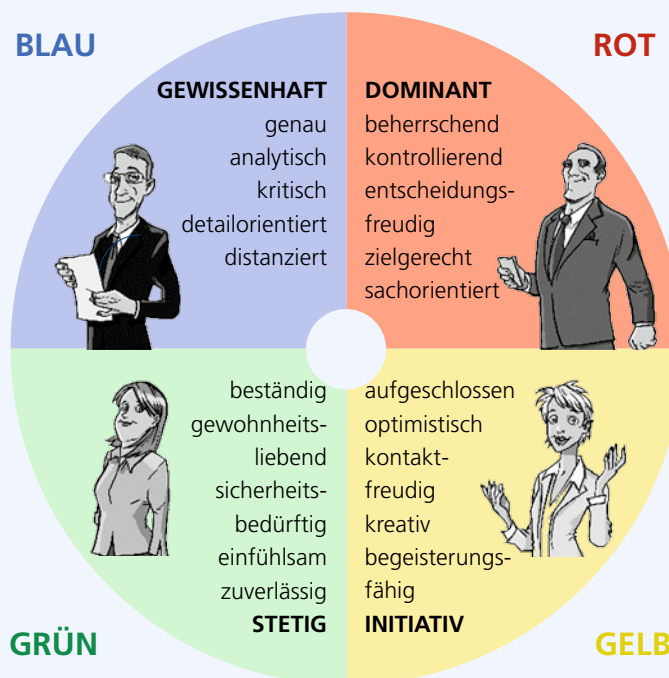 BLAU
GEWISSENHAFT
genau
analytisch
kritisch
detailorientiert
distanziert
ROT
DOMINANT
beherrschend
kontrollierend
entscheidungs-
freudig
zielgerecht
sachorientiert
beständig
gewohnheits-
liebend
sicherheits-
bedürftig
einfühlsam
zuverlässig
STETIG
GRÜN
aufgeschlossen
optimistisch
kontakt-
freudig
kreativ
begeisterungs-
fähig
INITIATIV
GELB